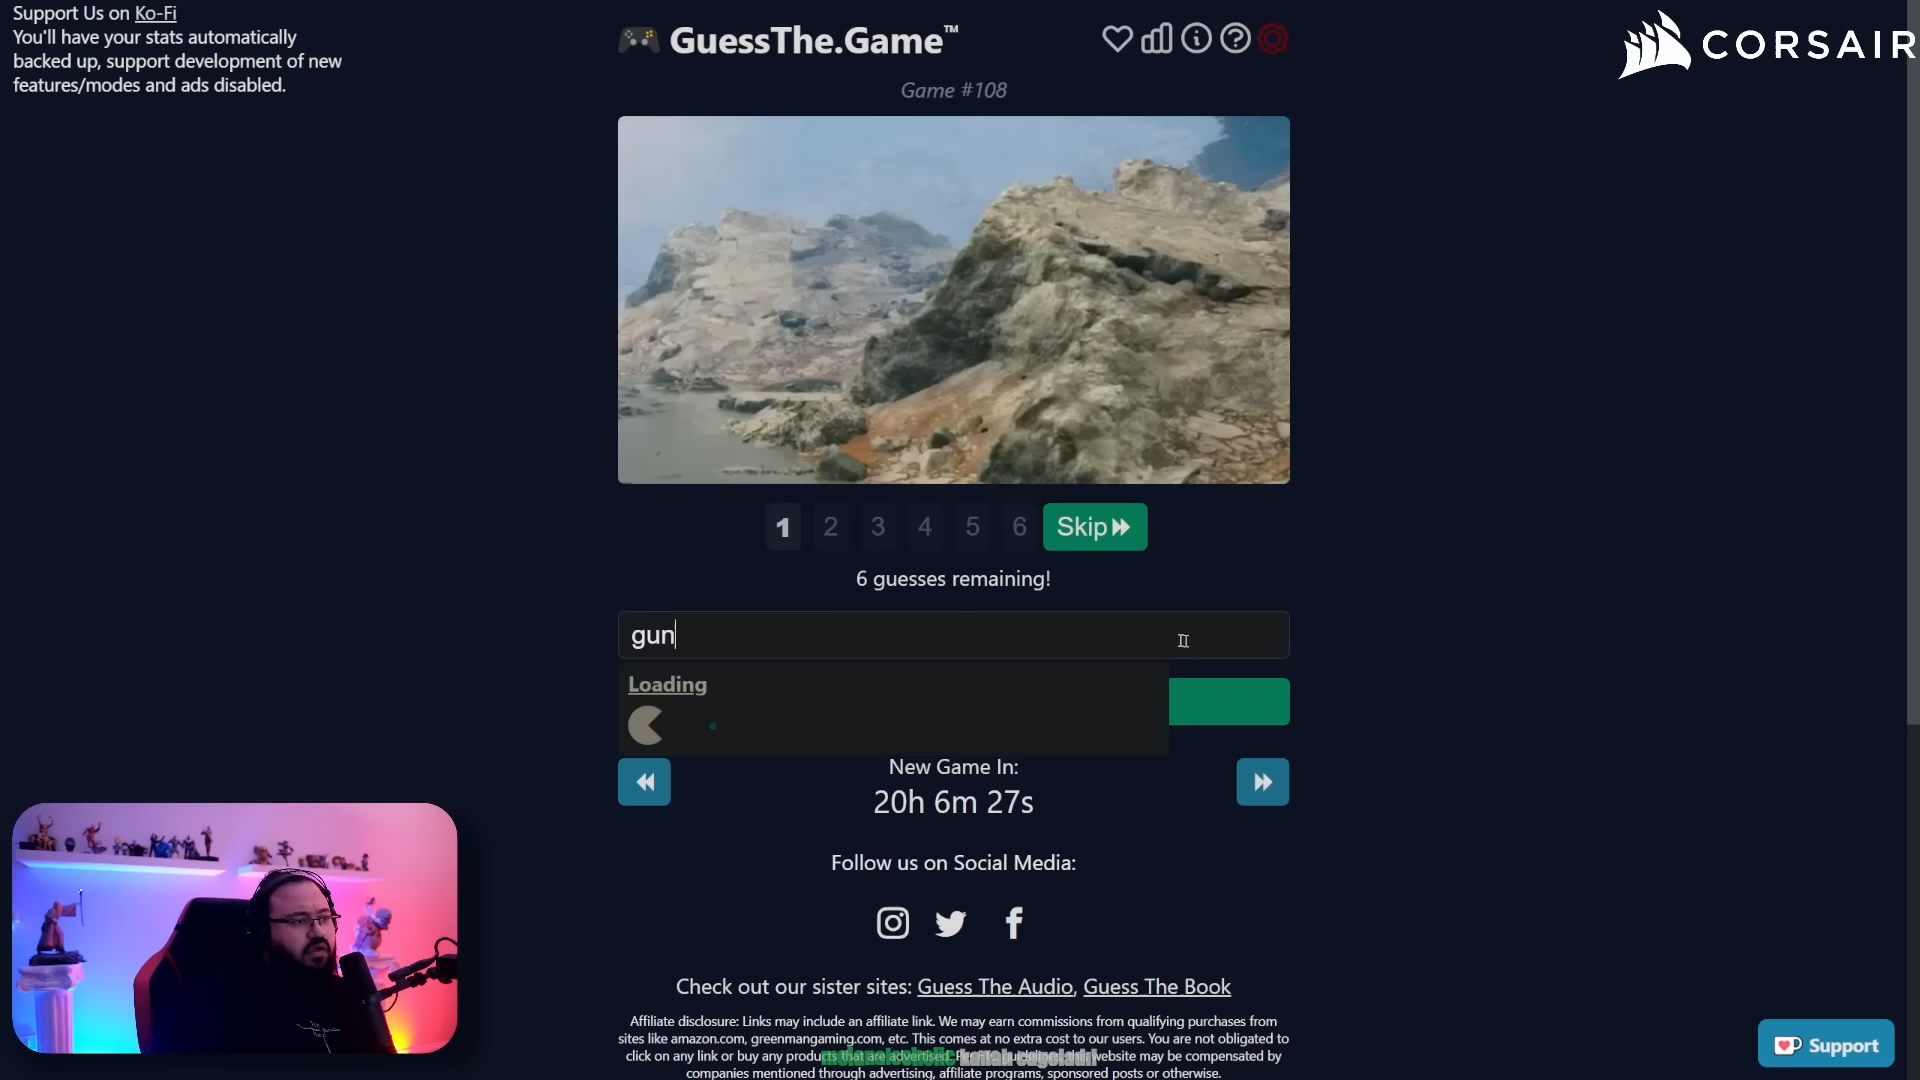 Support Us on Ko-Fi
You'll have your stats automatically
backed up, support development of new
features/modes and ads disabled.
GuessThe.Game™
CORSAIR
Game #108
1 2 3 4 5 6 Skip
6 guesses remaining!
gun
Loading
New Game In:
20h 6m 27s
Follow us on Social Media:
Check out our sister sites: Guess The Audio, Guess The Book
Affiliate disclosure: Links may include an affiliate link. We may earn commissions from qualifying purchases from
sites like amazon.com, greenmangaming.com, etc. This comes at no extra cost to our users. You are not obligated to
click on any link or buy any products that are advertised. Per FTC guidelines, this website may be compensated by
companies mentioned through advertising, affiliate programs, sponsored posts or otherwise.
Support